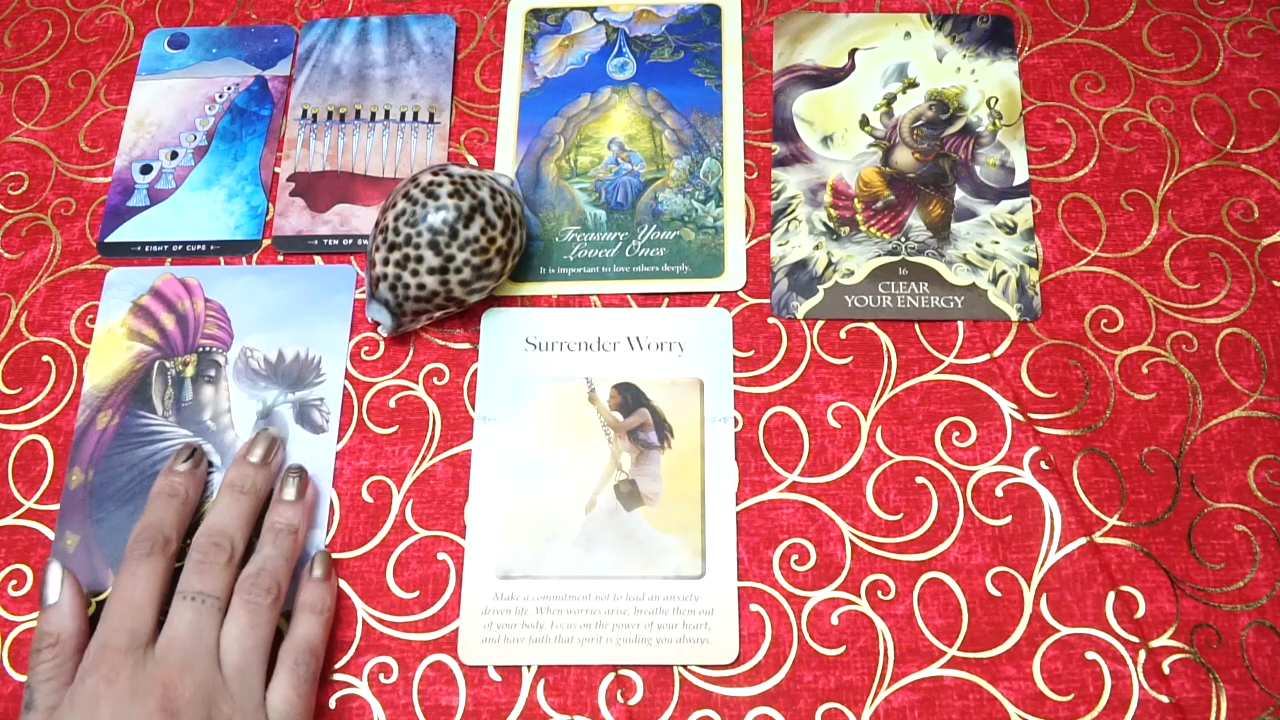 EIGHT OF CUPS
TEN OF
Treasure Your
Loved Ones
It is important to love others deeply.
16
CLEAR
YOUR ENERGY
Surrender Worry
Make a commitment not to lead an anxiety-
driven life. When worries arise, breathe them out
of your body. Focus on the power of your heart,
and have faith that spirit is guiding you always.